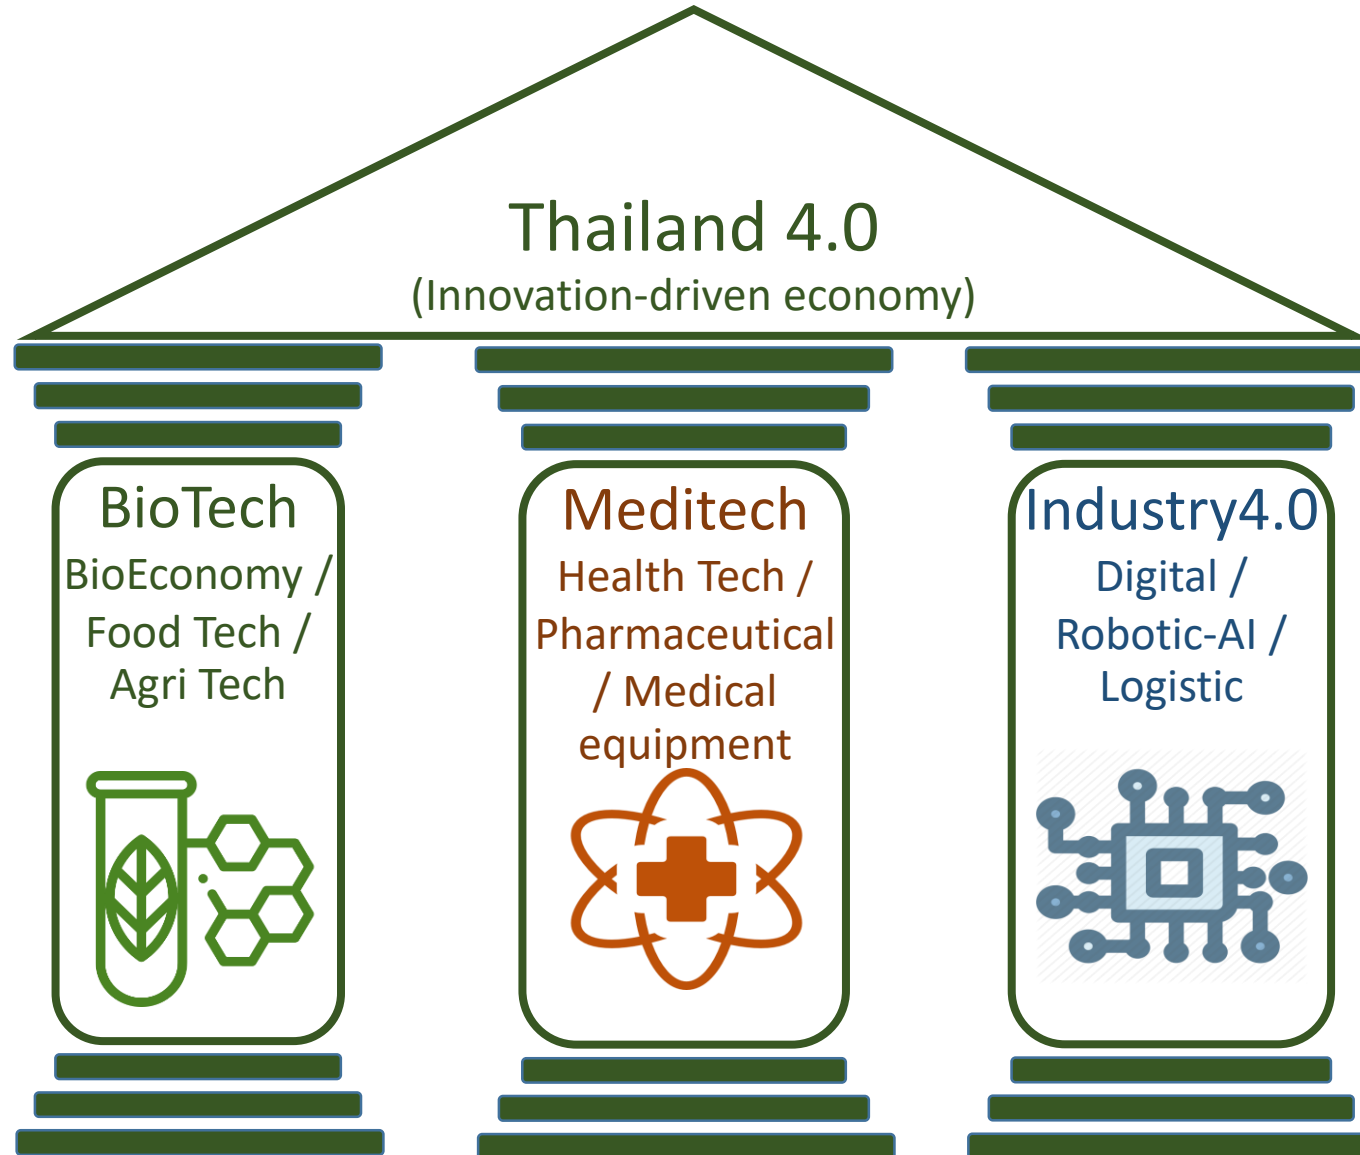 Thailand 4.0
(Innovation-driven economy)
BioTech
BioEconomy /
Food Tech /
Agri Tech
Meditech
Health Tech /
Pharmaceutical
/ Medical
equipment
Industry4.0
Digital /
Robotic-AI /
Logistic